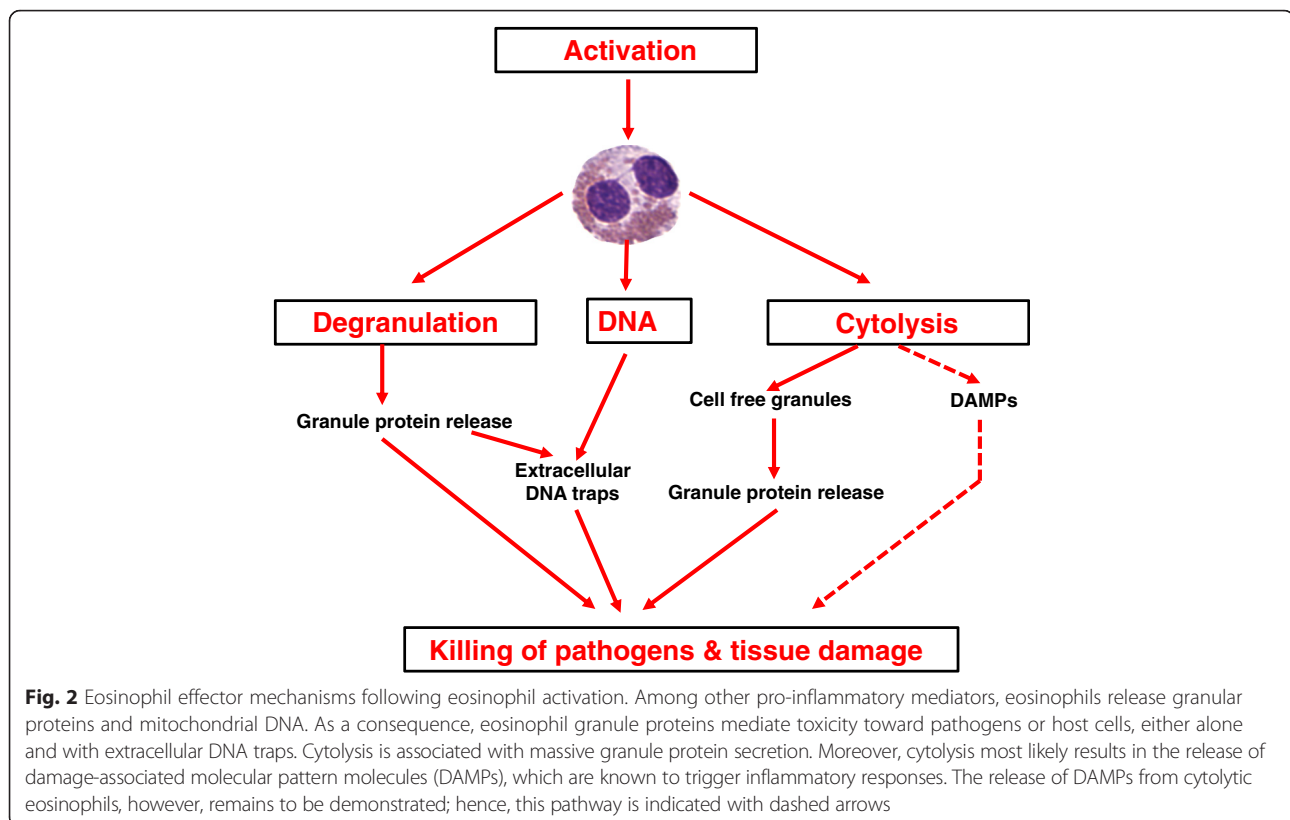 Activation
Degranulation
DNA
Cytolysis
Cell free granules
DAMPs
Granule protein release
Extracellular
DNA traps
Granule protein release
Killing of pathogens & tissue damage
Fig. 2 Eosinophil effector mechanisms following eosinophil activation. Among other pro-inflammatory mediators, eosinophils release granular
proteins and mitochondrial DNA. As a consequence, eosinophil granule proteins mediate toxicity toward pathogens or host cells, either alone
and with extracellular DNA traps. Cytolysis is associated with massive granule protein secretion. Moreover, cytolysis most likely results in the release of
damage-associated molecular pattern molecules (DAMPs), which are known to trigger inflammatory responses. The release of DAMPs from cytolytic
eosinophils, however, remains to be demonstrated; hence, this pathway is indicated with dashed arrows